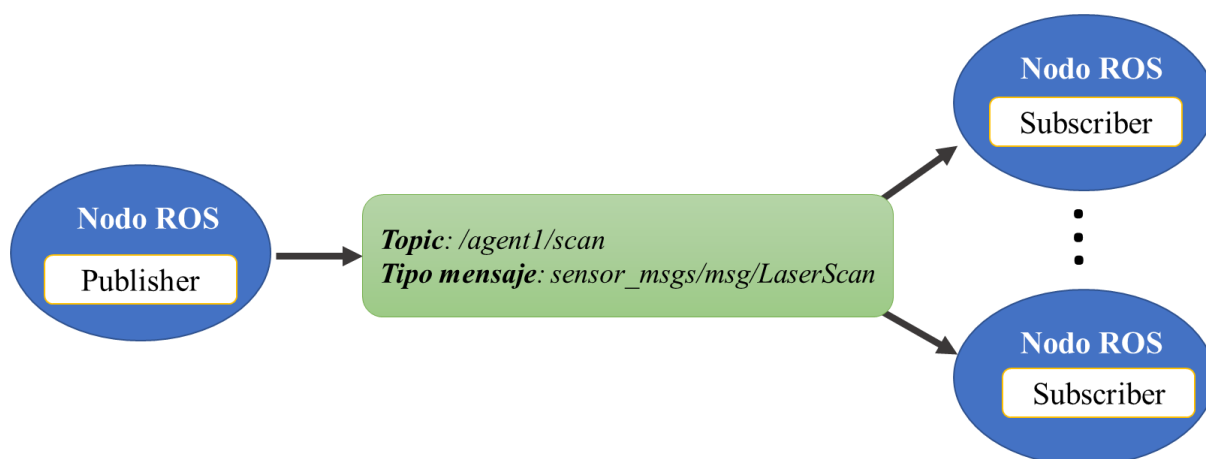 Nodo ROS
Publisher
Topic: /agent1/scan
Tipo mensaje: sensor_msgs/msg/LaserScan
Nodo ROS
Subscriber
Nodo ROS
Subscriber